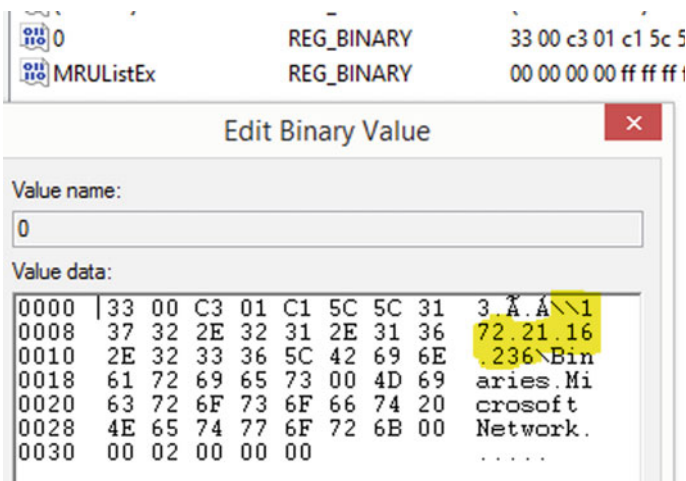 0 REG_BINARY 33 00 c3 01 c1 5c 5
MRUListEx REG_BINARY 00 00 00 00 ff ff ff f
Edit Binary Value
Value name:
0
Value data:
0000 33 00 C3 01 C1 5C 5C 31 3.Ã.Á\\1
0008 37 32 2E 32 31 2E 31 36 72.21.16
0010 2E 32 33 36 5C 42 69 6E .236\Bin
0018 61 72 69 65 73 00 4D 69 aries.Mi
0020 63 72 6F 73 6F 66 74 20 crosoft
0028 4E 65 74 77 6F 72 6B 00 Network.
0030 00 02 00 00 00 .....